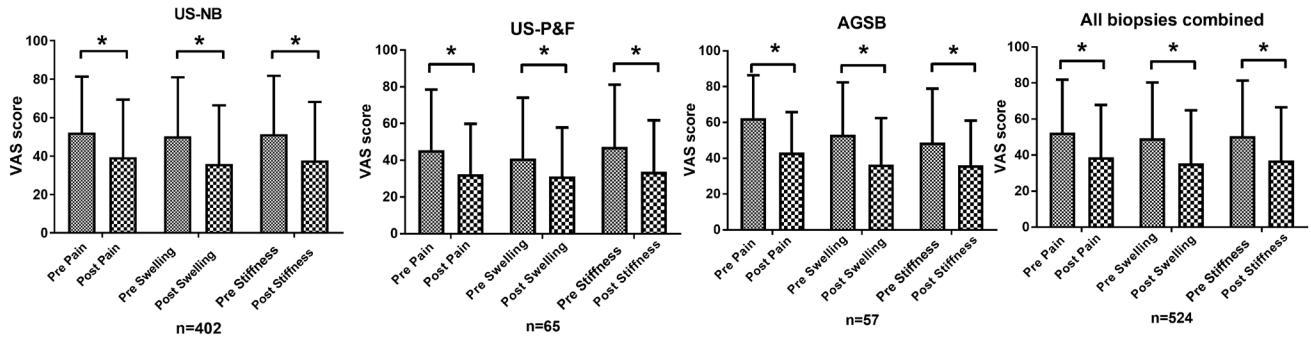 US-NB
*
*
*
VAS score
100
80
60
40
20
0
Pre Pain
Post Pain
Pre Swelling
Post Swelling
Pre Stiffness
Post Stiffness
n=402
US-P&F
*
*
*
VAS score
100
80
60
40
20
0
Pre Pain
Post Pain
Pre Swelling
Post Swelling
Pre Stiffness
Post Stiffness
n=65
AGSB
*
*
*
VAS score
100
80
60
40
20
0
Pre Pain
Post Pain
Pre Swelling
Post Swelling
Pre Stiffness
Post Stiffness
n=57
All biopsies combined
*
*
*
VAS score
100
80
60
40
20
0
Pre Pain
Post Pain
Pre Swelling
Post Swelling
Pre Stiffness
Post Stiffness
n=524